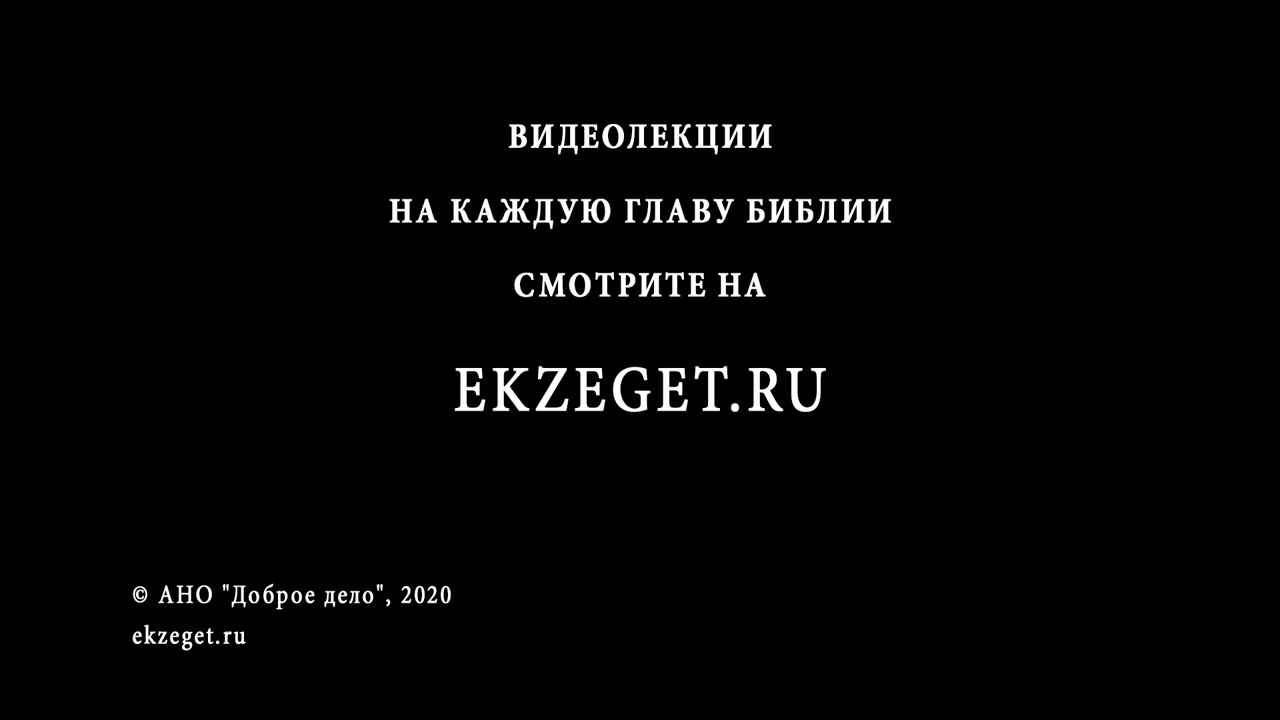 ВИДЕОЛЕКЦИИ
НА КАЖДУЮ ГЛАВУ БИБЛИИ
СМОТРИТЕ НА
EKZEGET.RU
© АНО "Доброе дело", 2020
ekzeget.ru